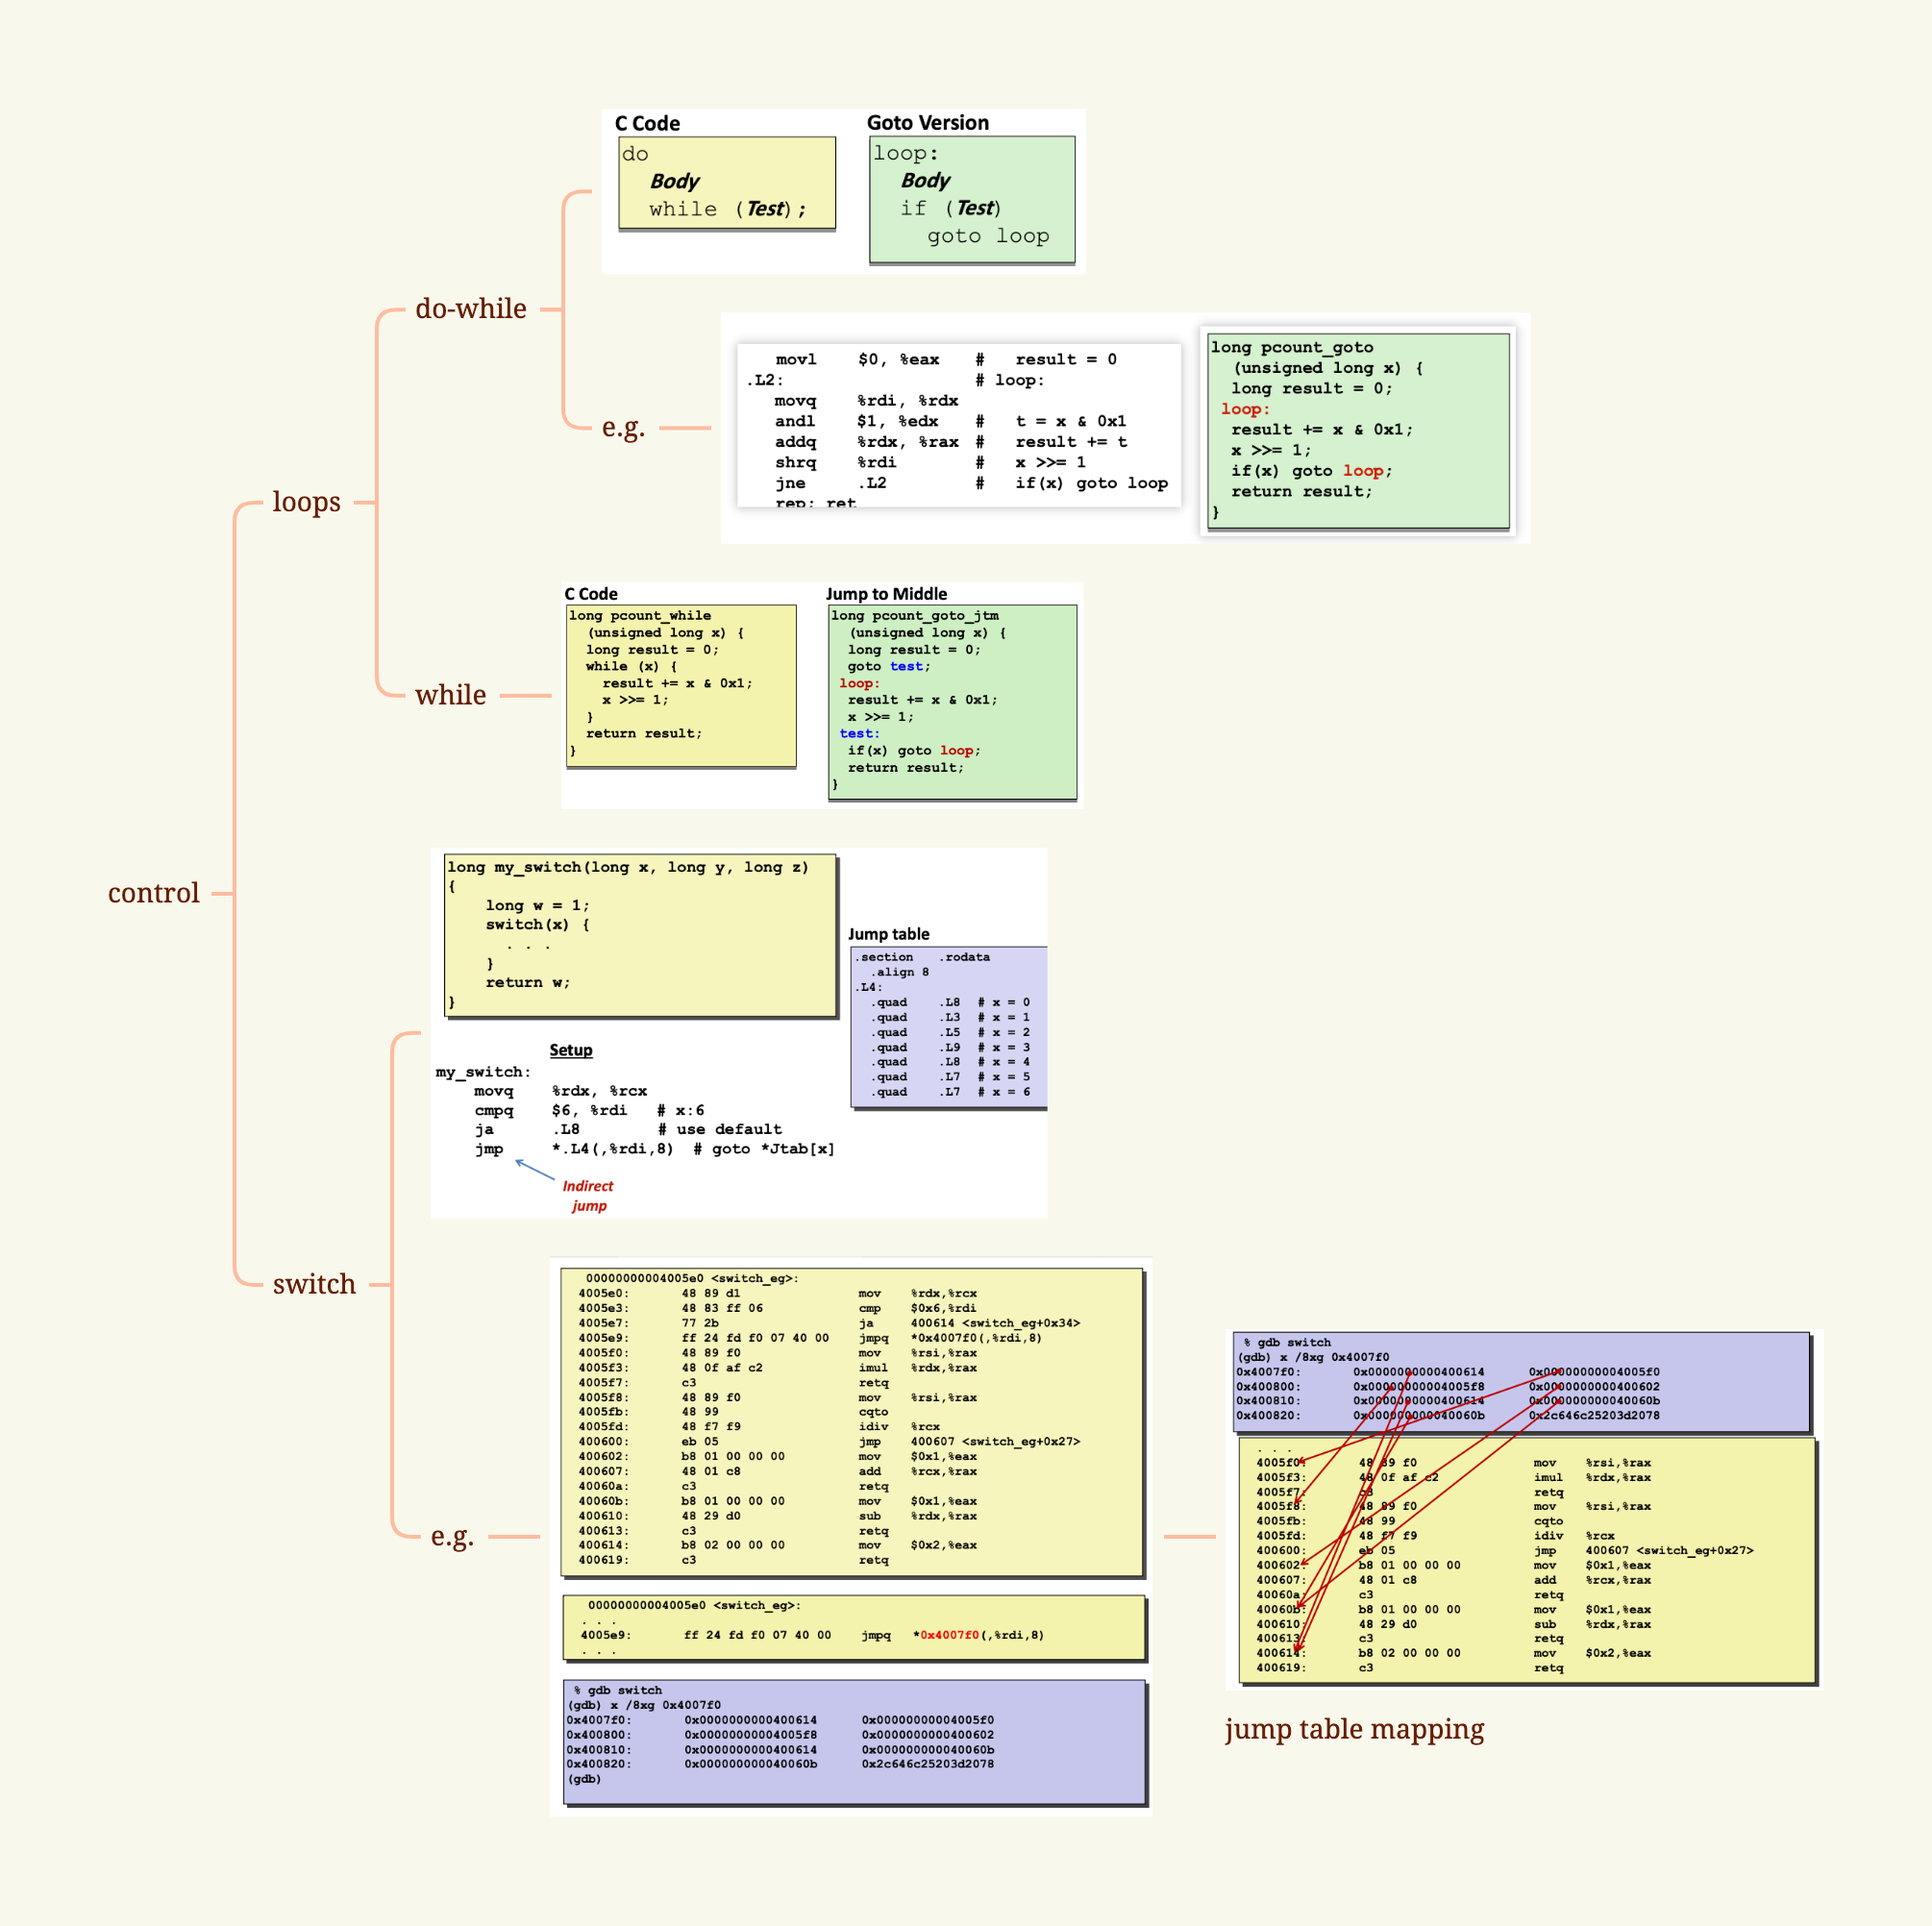 control
loops
do-while
C Code
do
Body
while (Test);
Goto Version
loop:
Body
if (Test)
goto loop
e.g.
movl $0, %eax # result = 0
.L2: # loop:
movq %rdi, %rdx
andl $1, %edx # t = x & 0x1
addq %rdx, %rax # result += t
shrq %rdi # x >>= 1
jne .L2 # if(x) goto loop
rep; ret
long pcount_goto
(unsigned long x) {
long result = 0;
loop:
result += x & 0x1;
x >>= 1;
if(x) goto loop;
return result;
}
while
C Code
long pcount_while
(unsigned long x) {
long result = 0;
while (x) {
result += x & 0x1;
x >>= 1;
}
return result;
}
Jump to Middle
long pcount_goto_jtm
(unsigned long x) {
long result = 0;
goto test;
loop:
result += x & 0x1;
x >>= 1;
test:
if(x) goto loop;
return result;
}
switch
long my_switch(long x, long y, long z)
{
long w = 1;
switch(x) {
. . .
}
return w;
}
Jump table
.section .rodata
.align 8
.L4:
.quad .L8 # x = 0
.quad .L3 # x = 1
.quad .L5 # x = 2
.quad .L9 # x = 3
.quad .L8 # x = 4
.quad .L7 # x = 5
.quad .L7 # x = 6
Setup
my_switch:
movq %rdx, %rcx
cmpq $6, %rdi # x:6
ja .L8 # use default
jmp *.L4(,%rdi,8) # goto *Jtab[x]
Indirect
jump
e.g.
00000000004005e0 <switch_eg>:
4005e0: 48 89 d1 mov %rdx,%rcx
4005e3: 48 83 ff 06 cmp $0x6,%rdi
4005e7: 77 2b ja 400614 <switch_eg+0x34>
4005e9: ff 24 fd f0 07 40 00 jmpq *0x4007f0(,%rdi,8)
4005f0: 48 89 f0 mov %rsi,%rax
4005f3: 48 0f af c2 imul %rdx,%rax
4005f7: c3 retq
4005f8: 48 89 f0 mov %rsi,%rax
4005fb: 48 99 cqto
4005fd: 48 f7 f9 idiv %rcx
400600: eb 05 jmp 400607 <switch_eg+0x27>
400602: b8 01 00 00 00 mov $0x1,%eax
400607: 48 01 c8 add %rcx,%rax
40060a: c3 retq
40060b: b8 01 00 00 00 mov $0x1,%eax
400610: 48 29 d0 sub %rdx,%rax
400613: c3 retq
400614: b8 02 00 00 00 mov $0x2,%eax
400619: c3 retq
00000000004005e0 <switch_eg>:
. . .
4005e9: ff 24 fd f0 07 40 00 jmpq *0x4007f0(,%rdi,8)
. . .
% gdb switch
(gdb) x /8xg 0x4007f0
0x4007f0: 0x0000000000400614 0x00000000004005f0
0x400800: 0x00000000004005f8 0x0000000000400602
0x400810: 0x0000000000400614 0x000000000040060b
0x400820: 0x000000000040060b 0x2c646c25203d2078
(gdb)
% gdb switch
(gdb) x /8xg 0x4007f0
0x4007f0: 0x0000000000400614 0x00000000004005f0
0x400800: 0x00000000004005f8 0x0000000000400602
0x400810: 0x0000000000400614 0x000000000040060b
0x400820: 0x000000000040060b 0x2c646c25203d2078
. . .
4005f0: 48 89 f0 mov %rsi,%rax
4005f3: 48 0f af c2 imul %rdx,%rax
4005f7: c3 retq
4005f8: 48 89 f0 mov %rsi,%rax
4005fb: 48 99 cqto
4005fd: 48 f7 f9 idiv %rcx
400600: eb 05 jmp 400607 <switch_eg+0x27>
400602: b8 01 00 00 00 mov $0x1,%eax
400607: 48 01 c8 add %rcx,%rax
40060a: c3 retq
40060b: b8 01 00 00 00 mov $0x1,%eax
400610: 48 29 d0 sub %rdx,%rax
400613: c3 retq
400614: b8 02 00 00 00 mov $0x2,%eax
400619: c3 retq
jump table mapping